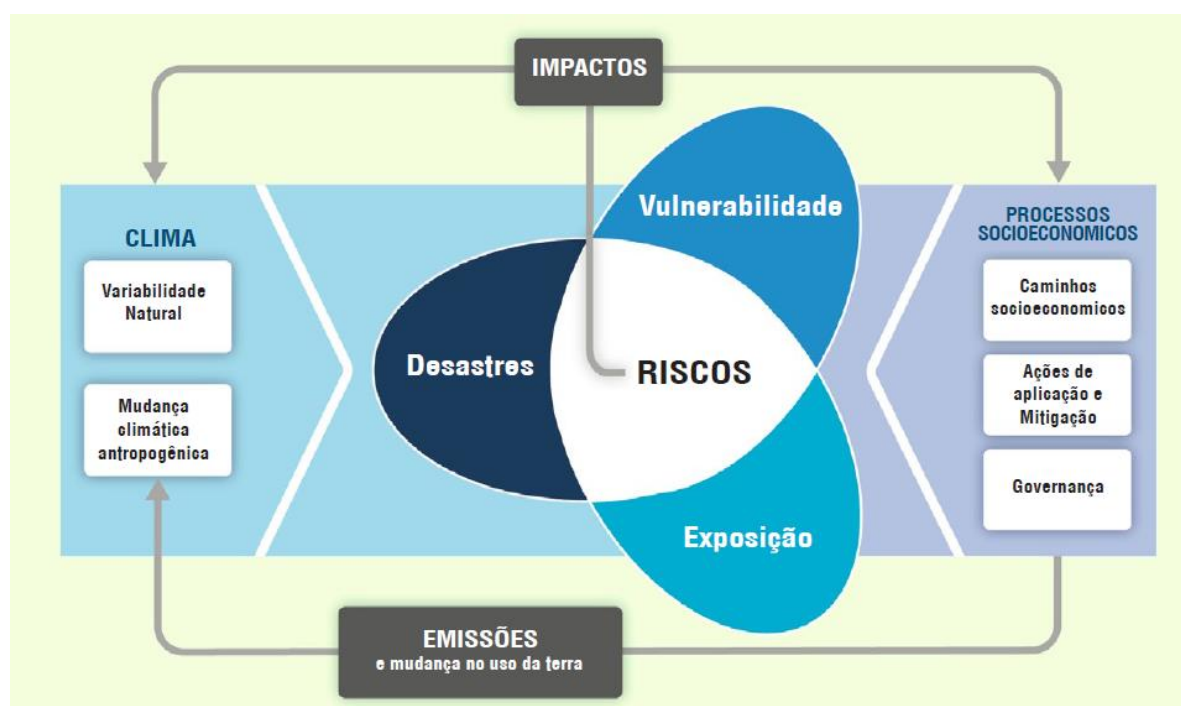 IMPACTOS
Vulnerabilidade
CLIMA
Variabilidade
Natural
Mudança
climática
antropogênica
Desastres
RISCOS
Exposição
PROCESSOS
SOCIOECONOMICOS
Caminhos
socioeconomicos
Ações de
aplicação e
Mitigação
Governança
EMISSÕES
e mudança no uso da terra